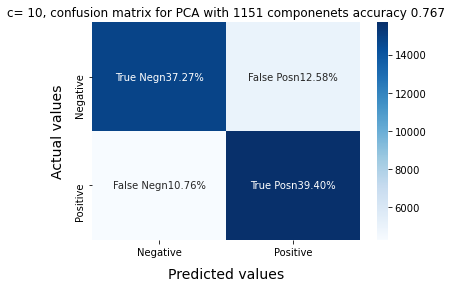 c= 10, confusion matrix for PCA with 1151 componenets accuracy 0.767
Actual values
Negative
Positive
True Negn37.27%
False Posn12.58%
False Negn10.76%
True Posn39.40%
Negative
Positive
Predicted values
14000
12000
10000
8000
6000